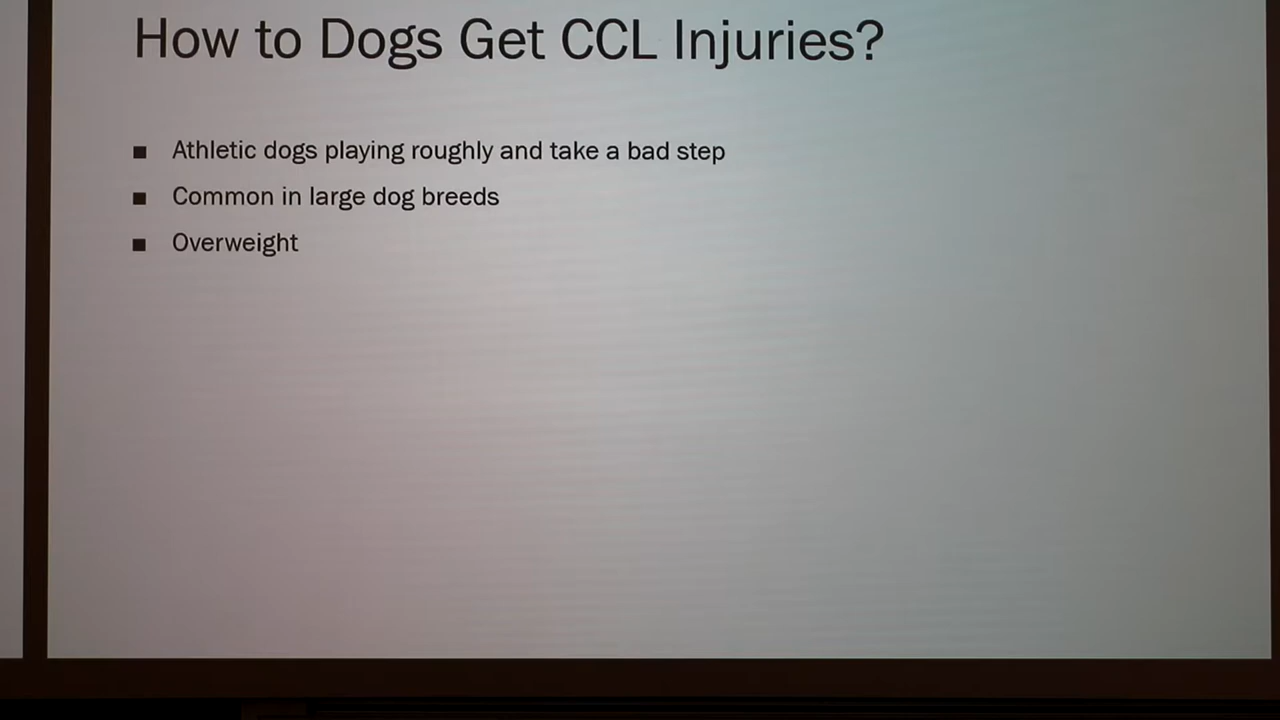 How to Dogs Get CCL Injuries?
■ Athletic dogs playing roughly and take a bad step
■ Common in large dog breeds
■ Overweight